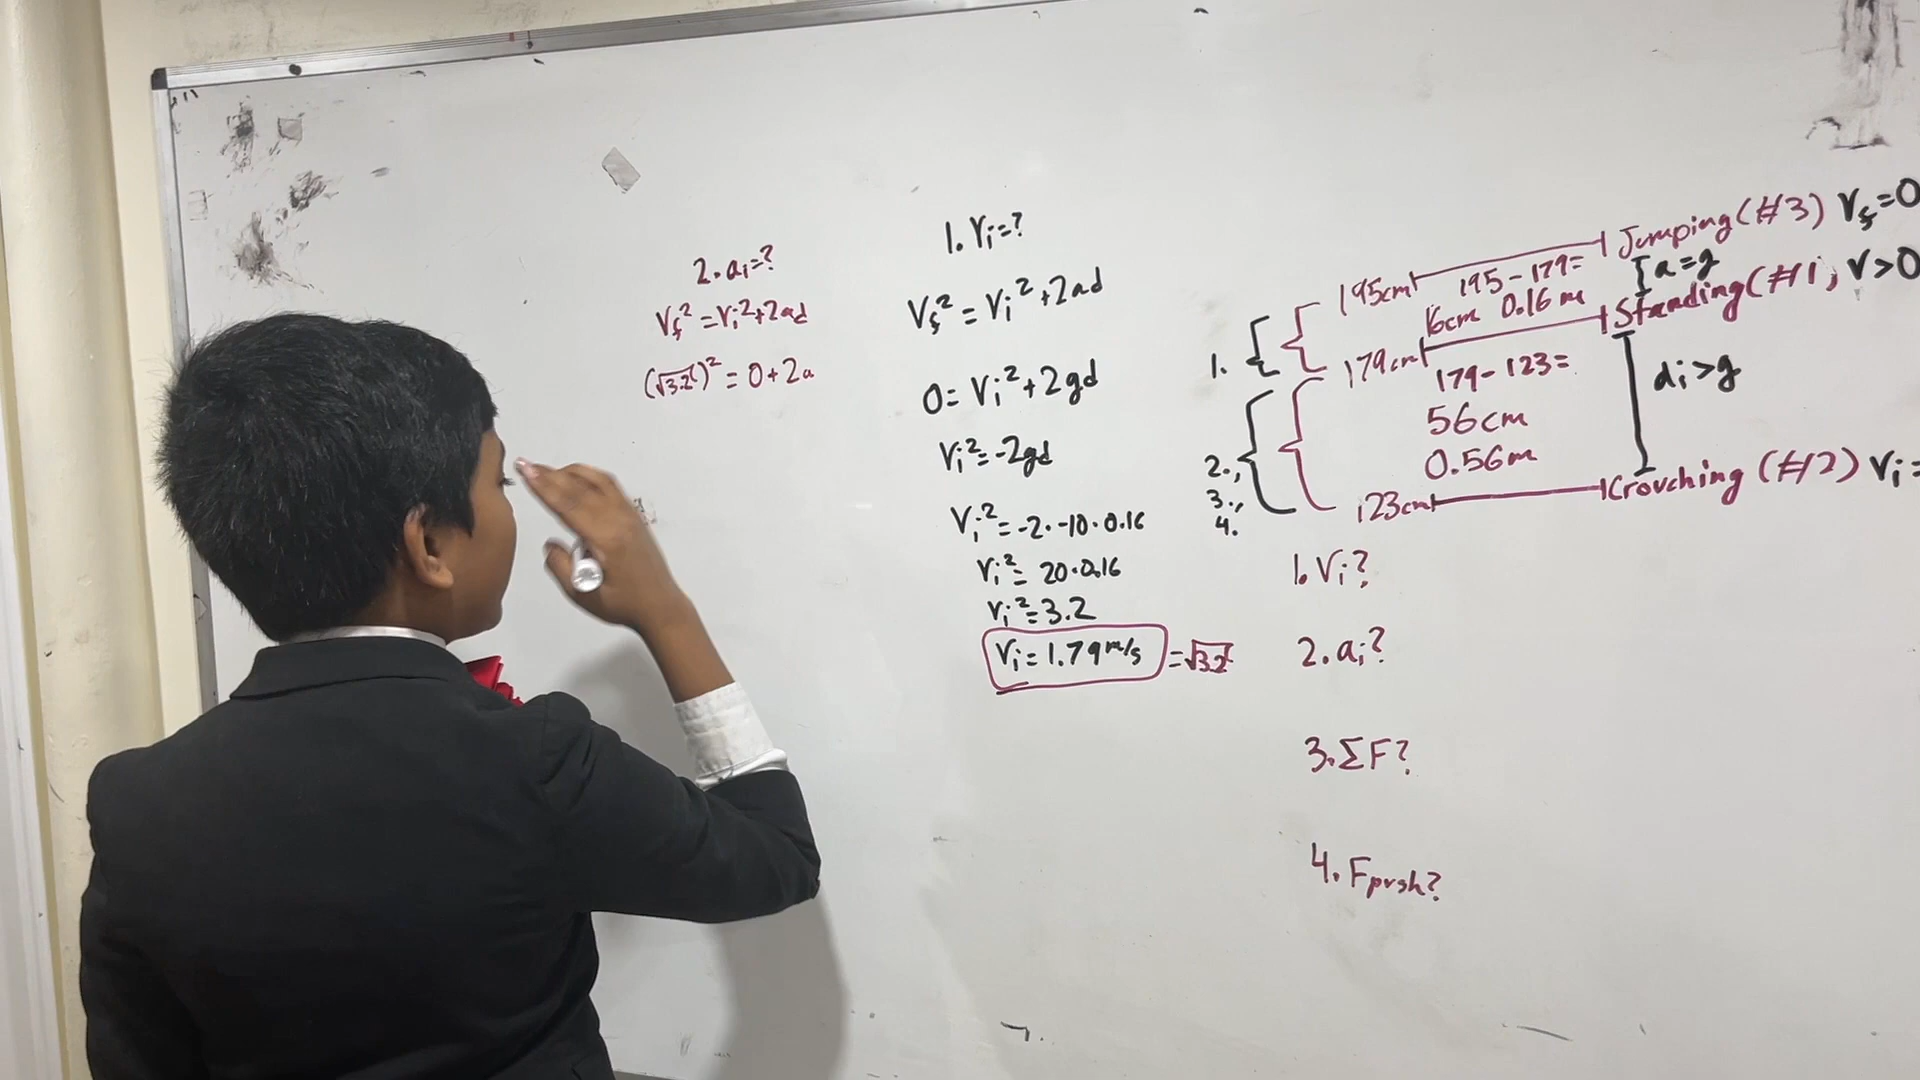 2. ai=?
Vf² = Vi²+2ad
(√3.2)² = 0+2a
1. Vi=?
Vf² = Vi²+2ad
0= Vi²+2gd
Vi²=-2gd
Vi²=-2·-10·0.16
Vi²= 20·0.16
Vi²=3.2
Vi=1.79m/s =√3.2
195cm 195-179= Jumping(#3) Vf=0
16cm 0.16m a=g
1. 179cm Standing(#1, V>0
179-123=
56cm ai>g
2., 0.56m
3., 123cm Crouching (#2) Vi=
4.
1. Vi?
2. ai?
3. ΣF?
4. Fpush?